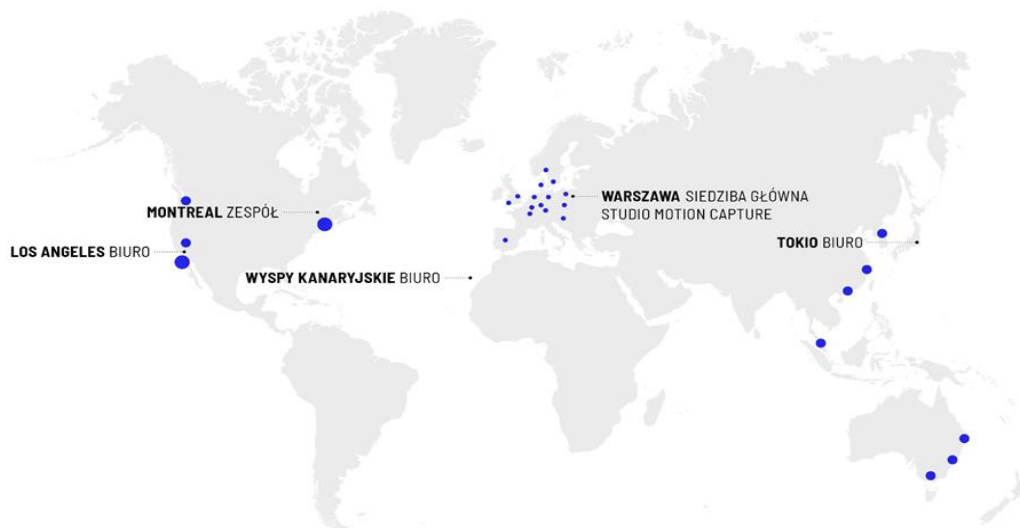 WARSZAWA SIEDZIBA GŁÓWNA
STUDIO MOTION CAPTURE
MONTREAL ZESPÓŁ
TOKIO BIURO
LOS ANGELES BIURO
WYSPY KANARYJSKIE BIURO